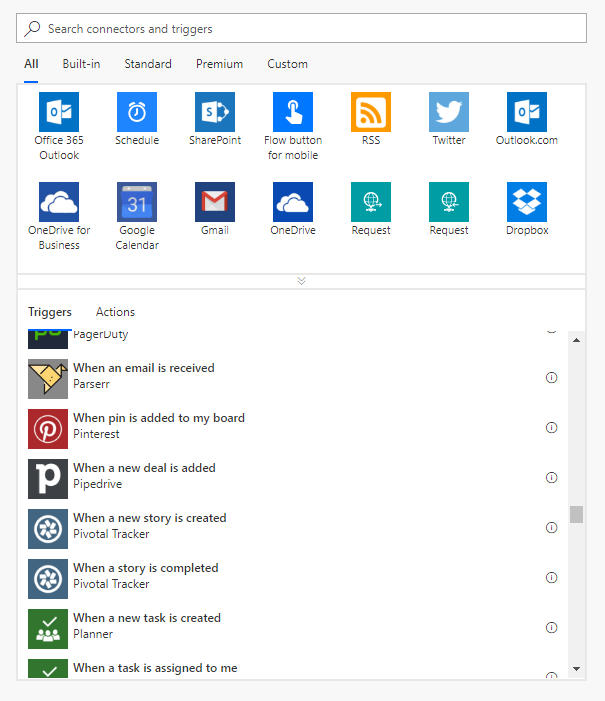 Search connectors and triggers
All Built-in Standard Premium Custom
Office 365 Schedule SharePoint Flow button RSS Twitter Outlook.com
Outlook for mobile
OneDrive for Google Gmail OneDrive Request Request Dropbox
Business Calendar
31
Triggers Actions
PagerDuty
When an email is received
Parserr
When pin is added to my board
Pinterest
When a new deal is added
Pipedrive
When a new story is created
Pivotal Tracker
When a story is completed
Pivotal Tracker
When a new task is created
Planner
When a task is assigned to me